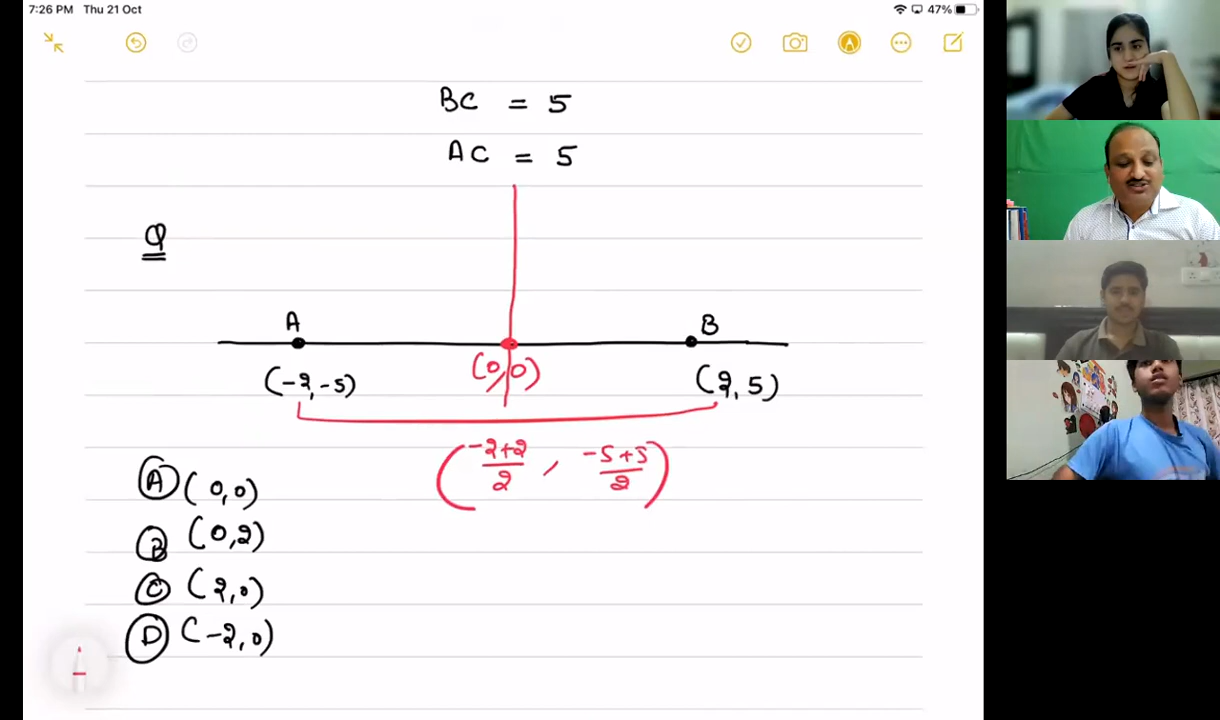 7:26 PM Thu 21 Oct 47%
BC = 5
AC = 5
Q
A B
(-2,-5) (0,0) (2,5)
(-2+2/2 , -5+5/2)
A (0,0)
B (0,2)
C (2,0)
D (-2,0)